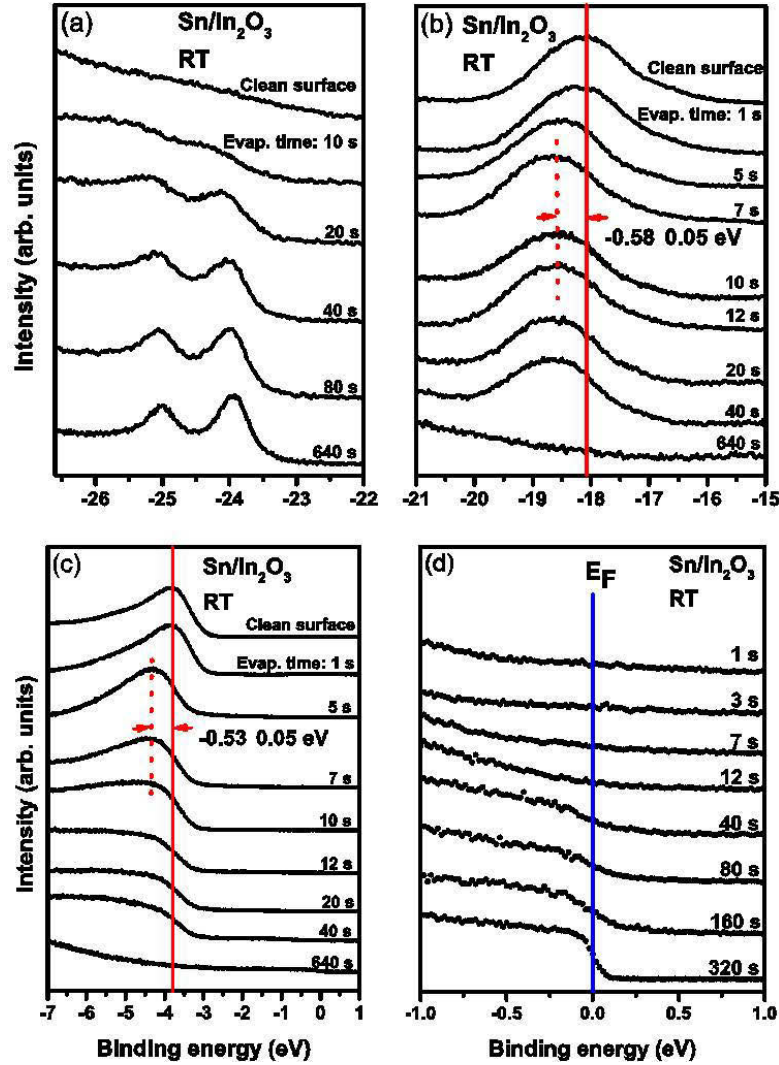 (a)
Sn/In₂O₃
RT
Clean surface
Evap. time: 10 s
20 s
40 s
80 s
640 s
-26 -25 -24 -23 -22
Intensity (arb. units)
(b)
Sn/In₂O₃
RT
Clean surface
Evap. time: 1 s
5 s
7 s
-0.58 0.05 eV
10 s
12 s
20 s
40 s
640 s
-21 -20 -19 -18 -17 -16 -15
(c)
Sn/In₂O₃
RT
Clean surface
Evap. time: 1 s
5 s
-0.53 0.05 eV
7 s
10 s
12 s
20 s
40 s
640 s
-7 -6 -5 -4 -3 -2 -1 0 1
Binding energy (eV)
Intensity (arb. units)
(d)
E_F
Sn/In₂O₃
RT
1 s
3 s
7 s
12 s
40 s
80 s
160 s
320 s
-1.0 -0.5 0.0 0.5 1.0
Binding energy (eV)